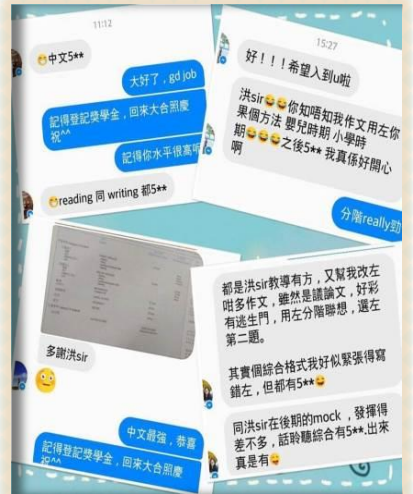 11:12
中文5**
大好了，gd job
記得登記獎學金，回來大合照慶
祝^^
記得你水平很高
reading 同 writing 都5**
15:27
好！！！希望入到u啦
洪sir你知唔知我作文用左你
果個方法 嬰兒時期 小學時
期之後5** 我真係好開心
啊
分階really勁
多謝洪sir
中文最強，恭喜
記得登記獎學金，回來大合照慶
祝^^
都是洪sir教導有方，又幫我改左
咁多作文，雖然是議論文，好彩
有逃生門，用左分階聯想，選左
第二題。
其實個綜合格式我好似緊張得寫
錯左，但都有5**
同洪sir在後期的mock，發揮得
差不多，話聆聽綜合有5**.出來
真是有